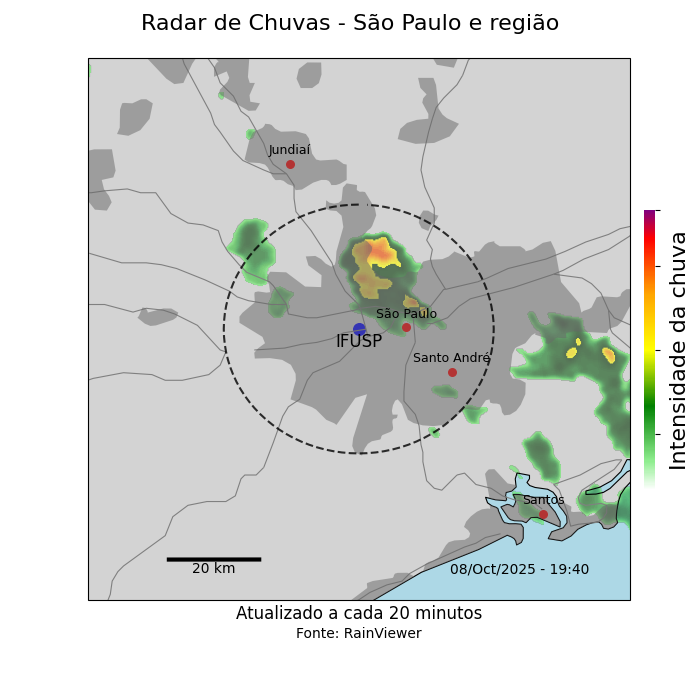 Radar de Chuvas - São Paulo e região
Jundiaí
São Paulo
IFUSP
Santo André
Santos
20 km
08/Oct/2025 - 19:40
Intensidade da chuva
Atualizado a cada 20 minutos
Fonte: RainViewer